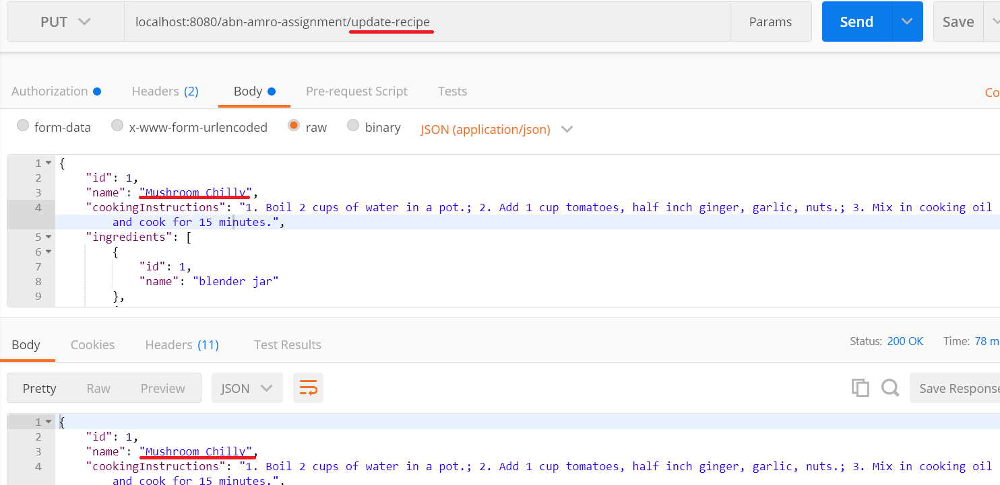 PUT localhost:8080/abn-amro-assignment/update-recipe Params Send Save
Authorization Headers (2) Body Pre-request Script Tests Co
form-data x-www-form-urlencoded raw binary JSON (application/json)
1 {
2 "id": 1,
3 "name": "Mushroom Chilly",
4 "cookingInstructions": "1. Boil 2 cups of water in a pot.; 2. Add 1 cup tomatoes, half inch ginger, garlic, nuts.; 3. Mix in cooking oil
and cook for 15 minutes.",
5 "ingredients": [
6 {
7 "id": 1,
8 "name": "blender jar"
9 },
Body Cookies Headers (11) Test Results Status: 200 OK Time: 78 m
Pretty Raw Preview JSON Save Response
1 {
2 "id": 1,
3 "name": "Mushroom Chilly",
4 "cookingInstructions": "1. Boil 2 cups of water in a pot.; 2. Add 1 cup tomatoes, half inch ginger, garlic, nuts.; 3. Mix in cooking oil
and cook for 15 minutes.",